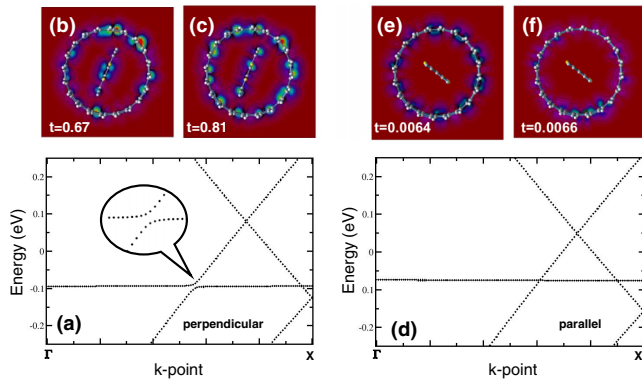 (b)
t=0.67
(c)
t=0.81
(e)
t=0.0064
(f)
t=0.0066
Energy (eV)
0.2
0.1
0
-0.1
-0.2
(a)
perpendicular
Γ
X
k-point
Energy (eV)
0.2
0.1
0
-0.1
-0.2
(d)
parallel
Γ
X
k-point